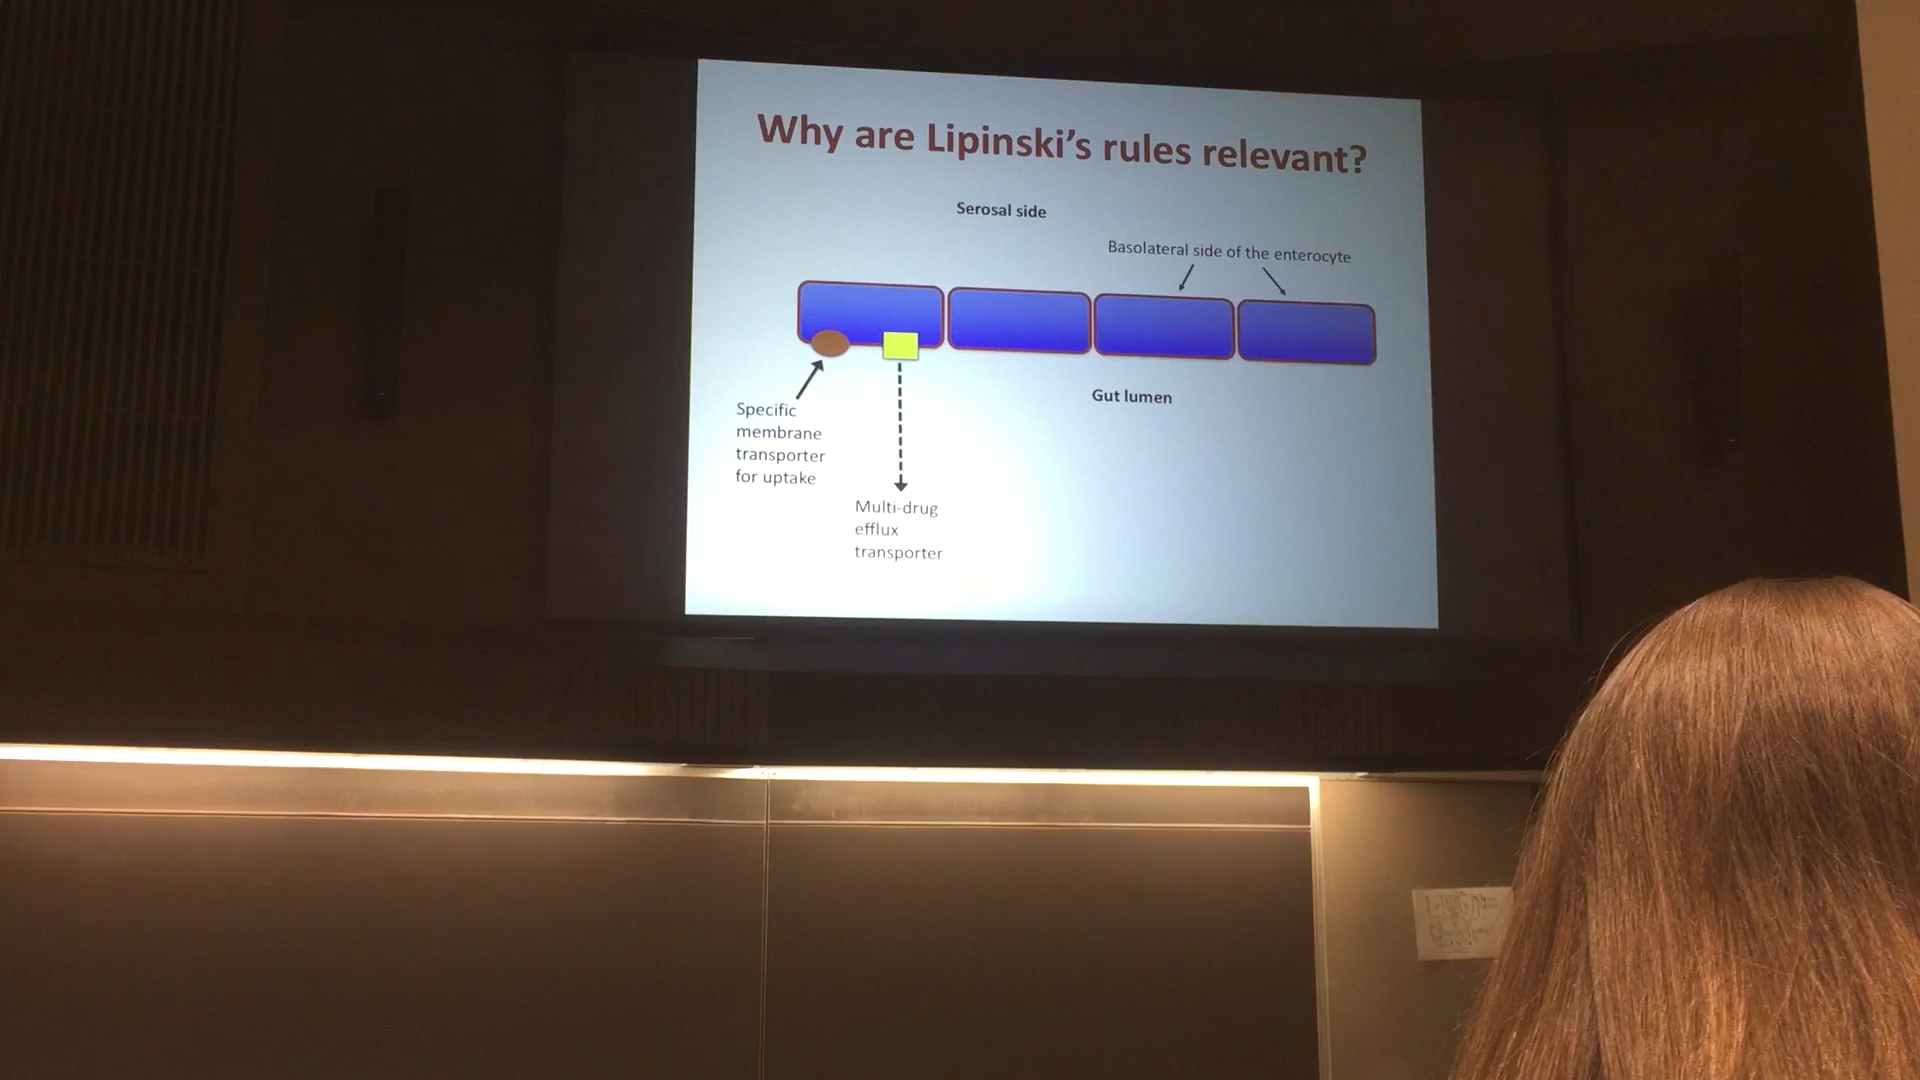 Why are Lipinski's rules relevant?
Serosal side
Basolateral side of the enterocyte
Gut lumen
Specific
membrane
transporter
for uptake
Multi-drug
efflux
transporter